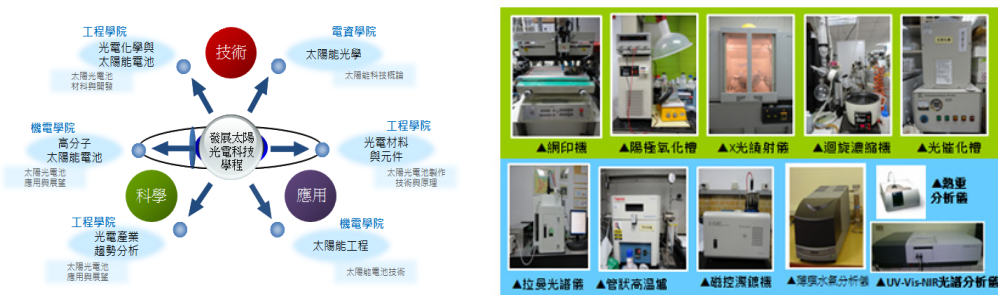 工程學院
光電化學與
太陽能電池
太陽光電池
材料與開發
技術
電資學院
太陽能光學
太陽能科技概論
機電學院
高分子
太陽能電池
太陽光電池
應用與展望
發展太陽
光電科技
學程
工程學院
光電材料
與元件
太陽光電池製作
技術與原理
科學
應用
工程學院
光電產業
趨勢分析
太陽光電池
應用與展望
機電學院
太陽能工程
太陽能電池技術
▲網印機
▲陽極氧化槽
▲X光繞射儀
▲迴旋濃縮機
▲光催化槽
▲熱重
分析儀
▲拉曼光譜儀
▲管狀高溫爐
▲磁控濺鍍機
▲薄膜水氣分析儀
▲UV-Vis-NIR光譜分析儀